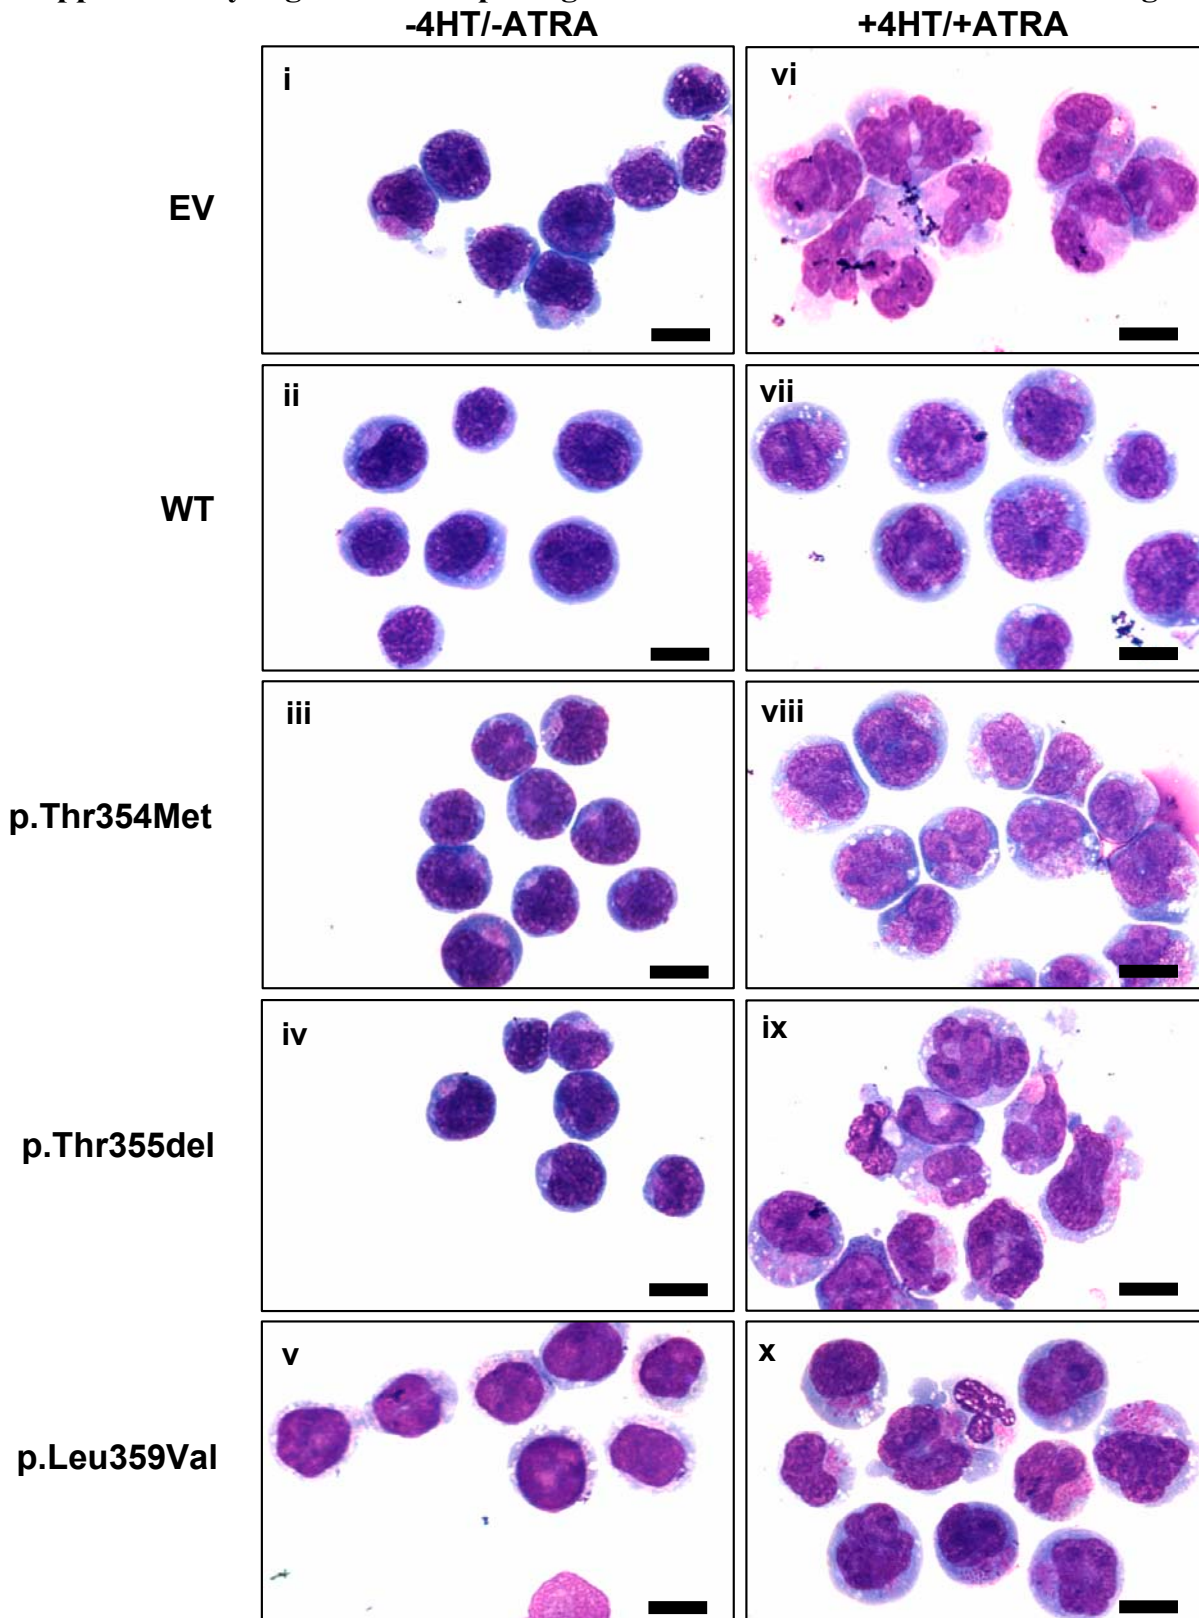 -4HT/-ATRA +4HT/+ATRA
EV i vi
WT ii vii
p.Thr354Met iii viii
p.Thr355del iv ix
p.Leu359Val v x